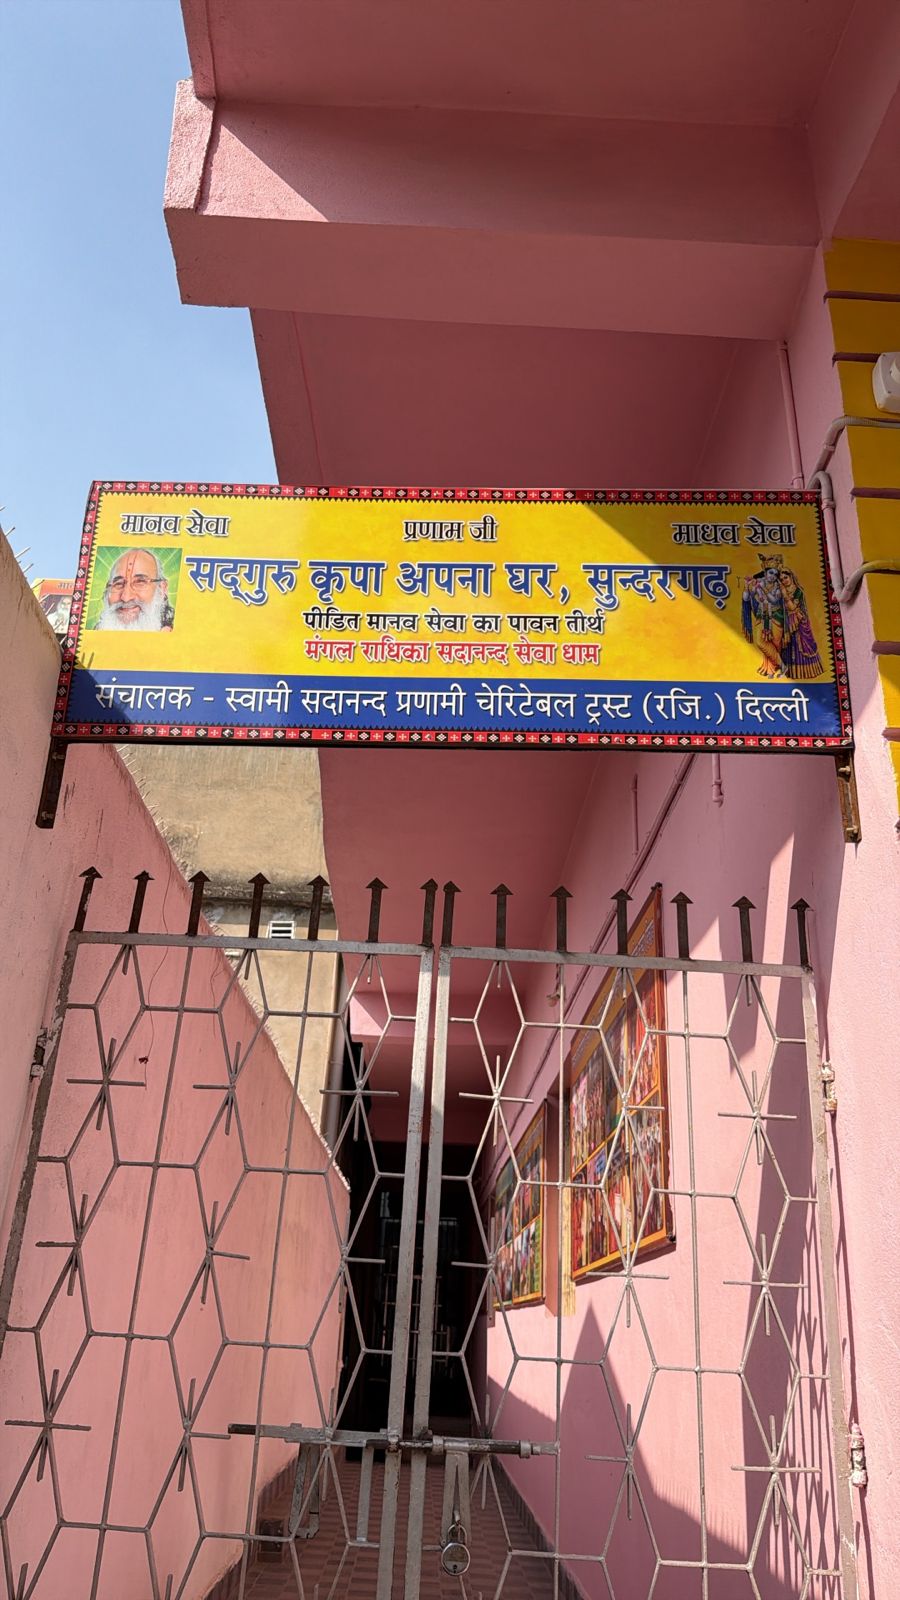 मानव सेवा
प्रणाम जी
माधव सेवा
सद्‌गुरु कृपा अपना घर, सुन्दरगढ़
पीडित मानव सेवा का पावन तीर्थ
मंगल राधिका सदानन्द सेवा धाम
संचालक - स्वामी सदानन्द प्रणामी चेरिटेबल ट्रस्ट (रजि.) दिल्ली